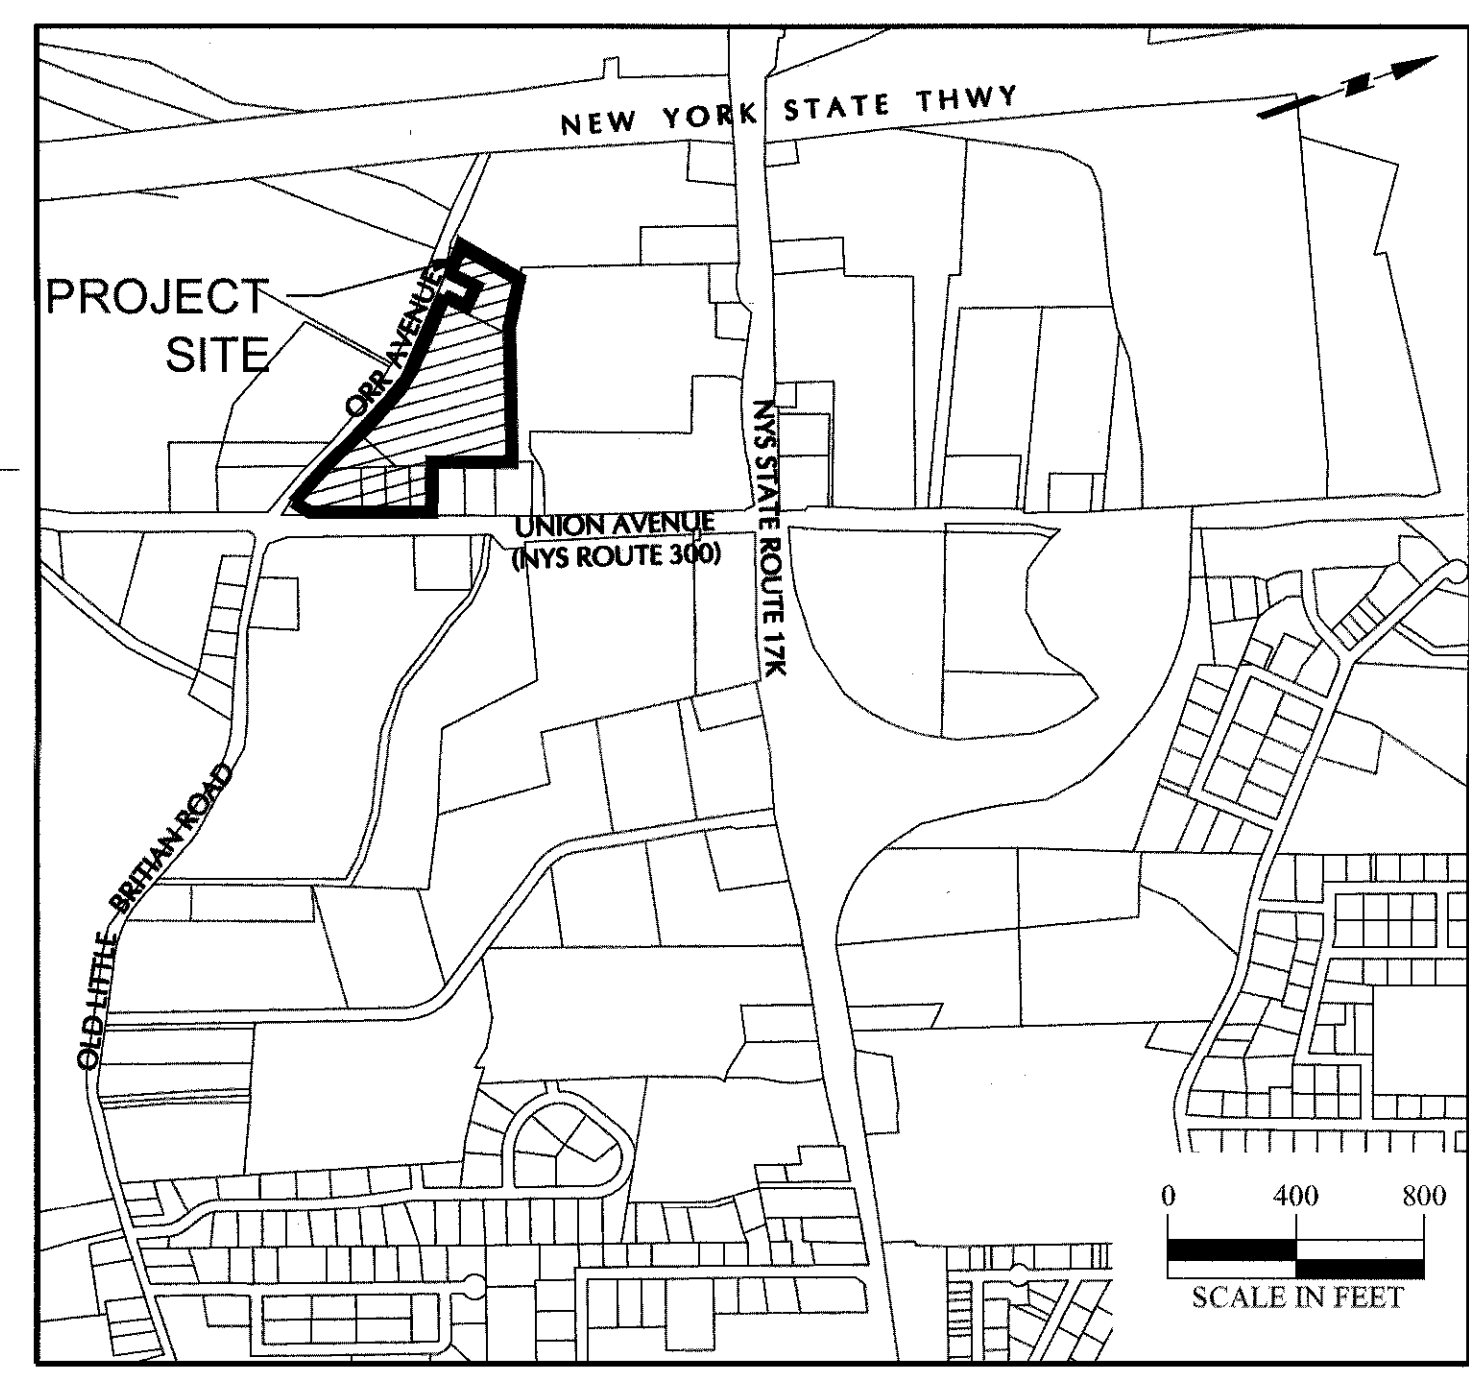 NEW YORK STATE THWY
PROJECT
SITE
ORR AVENUE
NYS STATE ROUTE 17K
UNION AVENUE
(NYS ROUTE 300)
OLD LITTLE BRITIAN ROAD
0 400 800
SCALE IN FEET